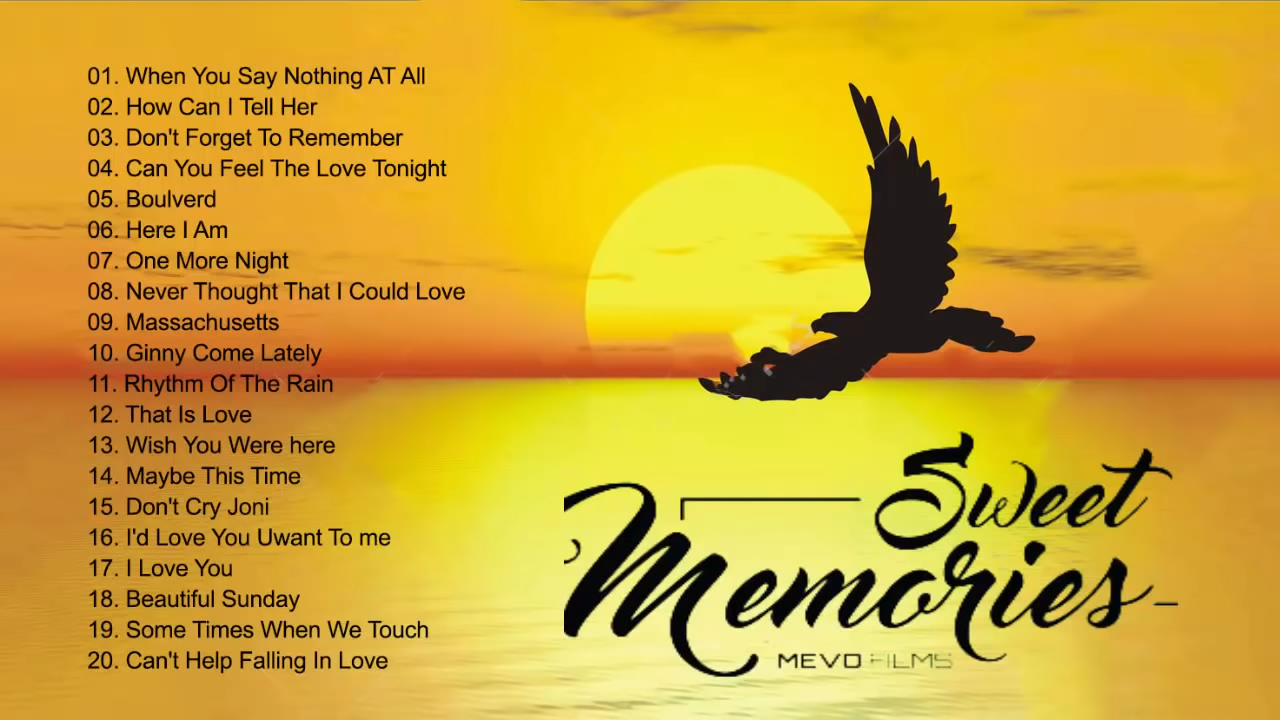 01. When You Say Nothing AT All
02. How Can I Tell Her
03. Don't Forget To Remember
04. Can You Feel The Love Tonight
05. Boulverd
06. Here I Am
07. One More Night
08. Never Thought That I Could Love
09. Massachusetts
10. Ginny Come Lately
11. Rhythm Of The Rain
12. That Is Love
13. Wish You Were here
14. Maybe This Time
15. Don't Cry Joni
16. I'd Love You Uwant To me
17. I Love You
18. Beautiful Sunday
19. Some Times When We Touch
20. Can't Help Falling In Love
Sweet
Memories
MEVO FILMS